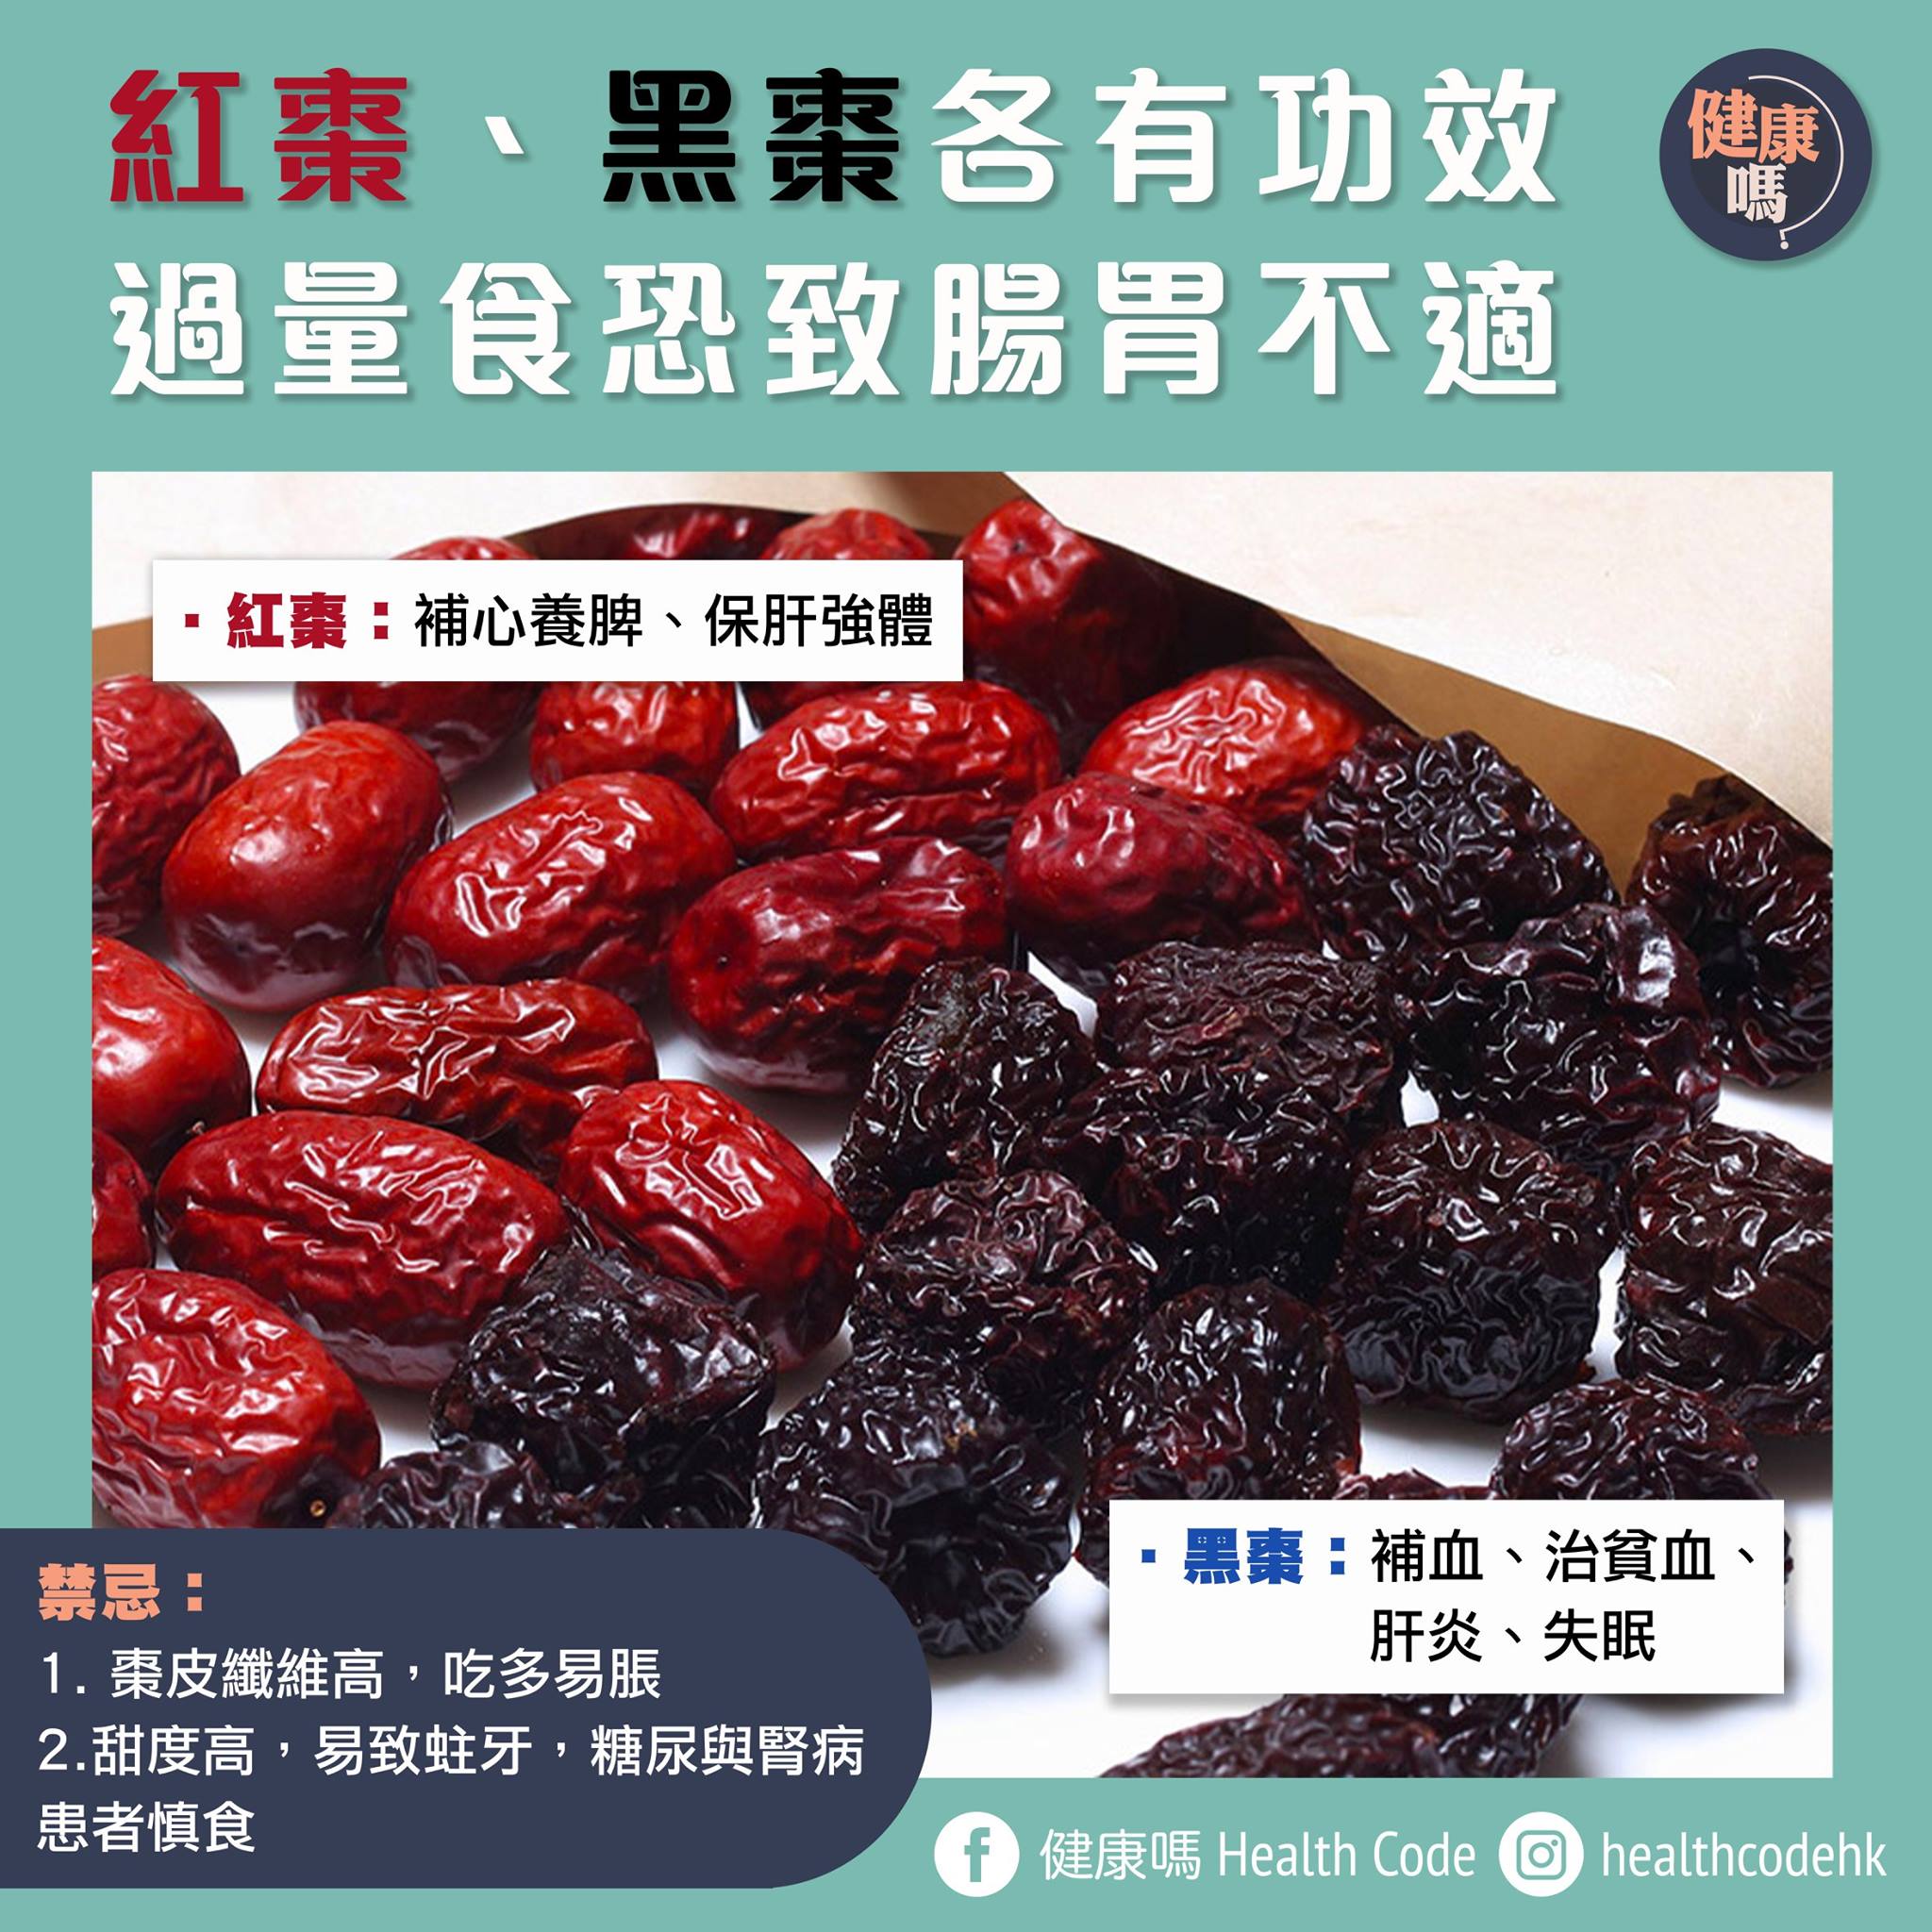 紅棗、黑棗各有功效
過量食恐致腸胃不適
健康
嗎?
▪紅棗：補心養脾、保肝強體
▪黑棗：補血、治貧血、
肝炎、失眠
禁忌：
1. 棗皮纖維高，吃多易脹
2.甜度高，易致蛀牙，糖尿與腎病
患者慎食
健康嗎 Health Code healthcodehk